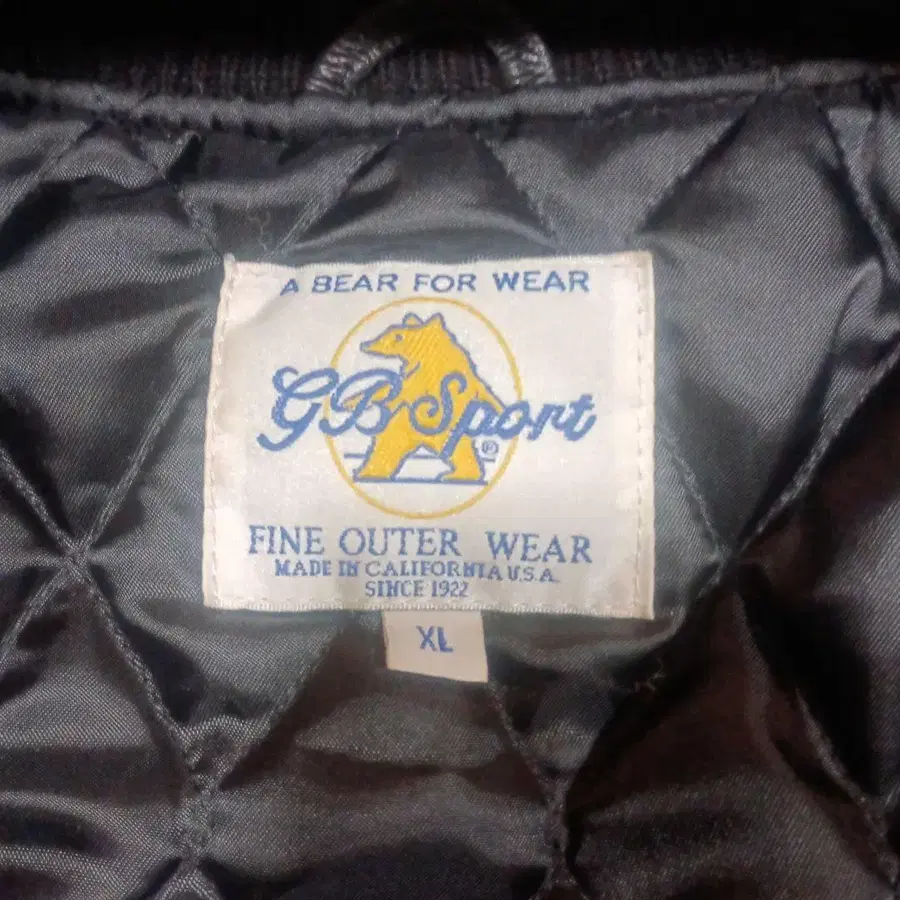 A BEAR FOR WEAR
GB Sport
®
FINE OUTER WEAR
MADE IN CALIFORNIA U.S.A.
SINCE 1922
XL